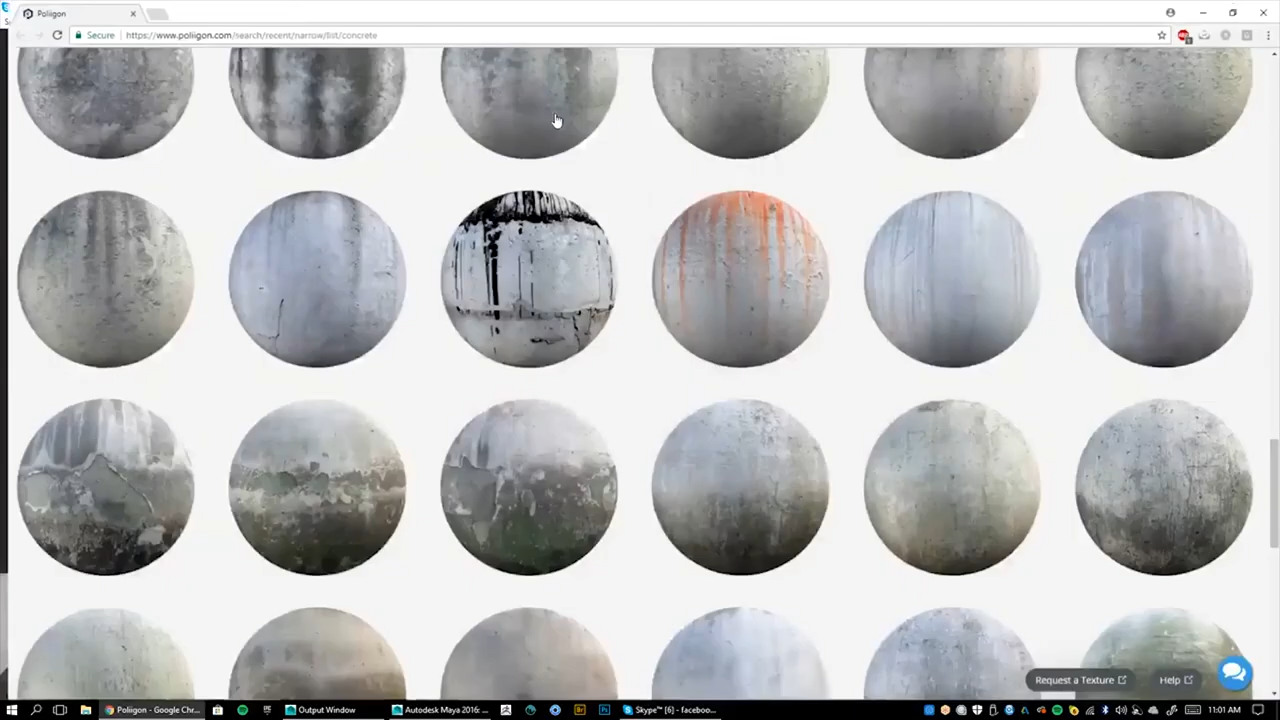 Poliigon
Secure
https://www.poliigon.com/search/recent/narrow/list/concrete
Request a Texture
Help
Poliigon - Google Chr...
Output Window
Autodesk Maya 2016: ...
Skype™ [6] - faceboo...
11:01 AM